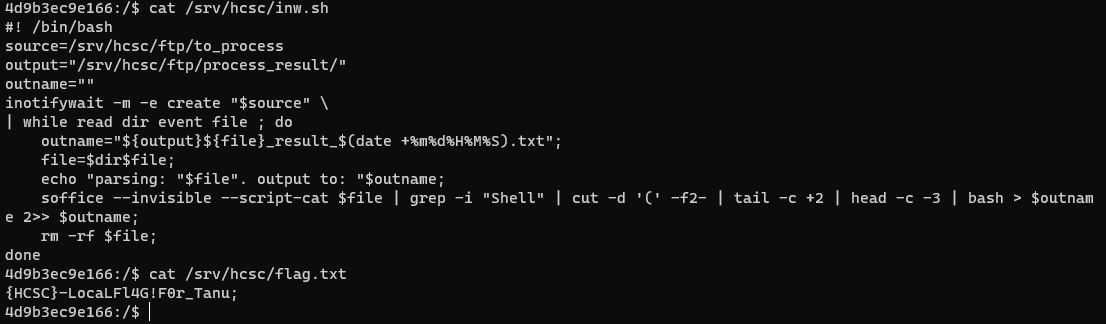 4d9b3ec9e166:/$ cat /srv/hcsc/inw.sh
#! /bin/bash
source=/srv/hcsc/ftp/to_process
output="/srv/hcsc/ftp/process_result/"
outname=""
inotifywait -m -e create "$source" \
| while read dir event file ; do
    outname="${output}${file}_result_$(date +%m%d%H%M%S).txt";
    file=$dir$file;
    echo "parsing: "$file". output to: "$outname;
    soffice --invisible --script-cat $file | grep -i "Shell" | cut -d '(' -f2- | tail -c +2 | head -c -3 | bash > $outnam
e 2>> $outname;
    rm -rf $file;
done
4d9b3ec9e166:/$ cat /srv/hcsc/flag.txt
{HCSC}-LocaLFl4G!F0r_Tanu;
4d9b3ec9e166:/$